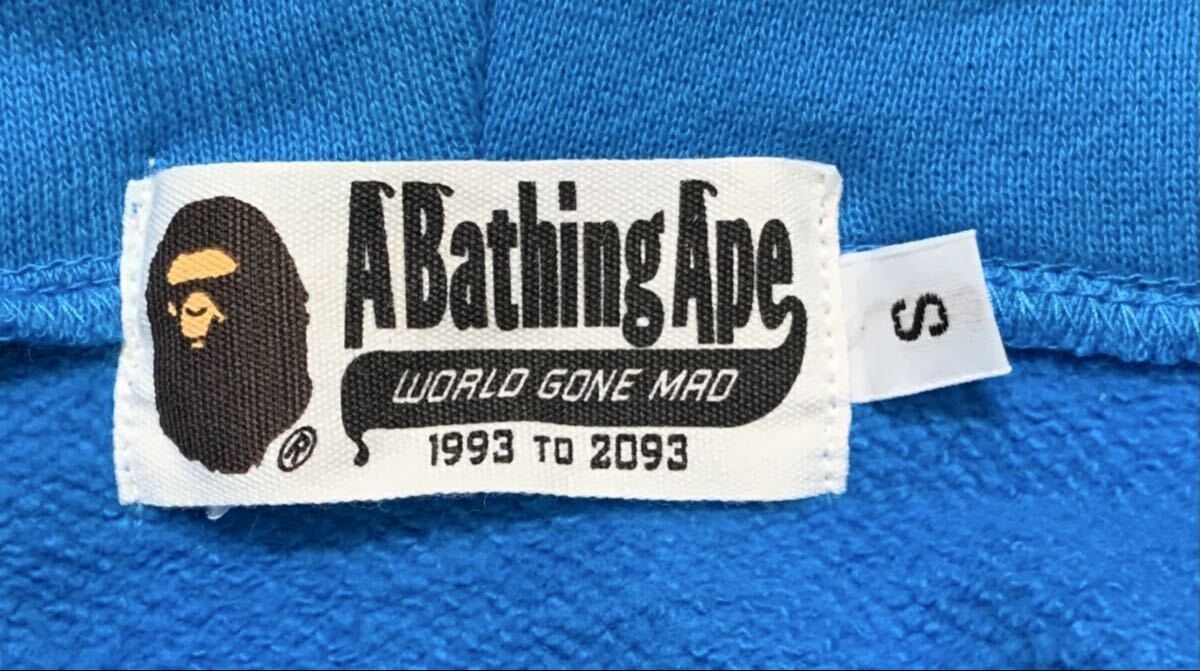 A Bathing Ape
WORLD GONE MAD
1993 TO 2093
®
S